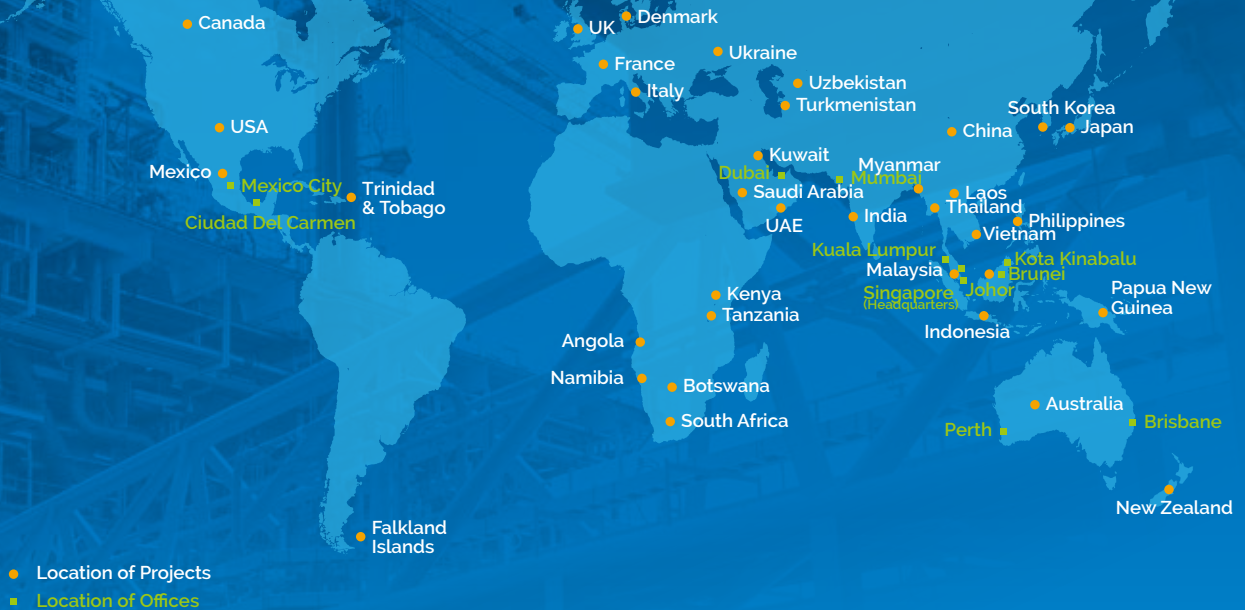 Canada
UK
Denmark
Ukraine
France
Italy
Uzbekistan
Turkmenistan
South Korea
China
Japan
USA
Mexico
Mexico City
Ciudad Del Carmen
Trinidad
& Tobago
Kuwait
Dubai
Saudi Arabia
UAE
Myanmar
Mumbai
India
Laos
Thailand
Philippines
Vietnam
Kuala Lumpur
Malaysia
Kota Kinabalu
Brunei
Singapore
(Headquarters)
Johor
Papua New
Guinea
Indonesia
Kenya
Tanzania
Angola
Namibia
Botswana
South Africa
Australia
Perth
Brisbane
New Zealand
Falkland
Islands
Location of Projects
Location of Offices